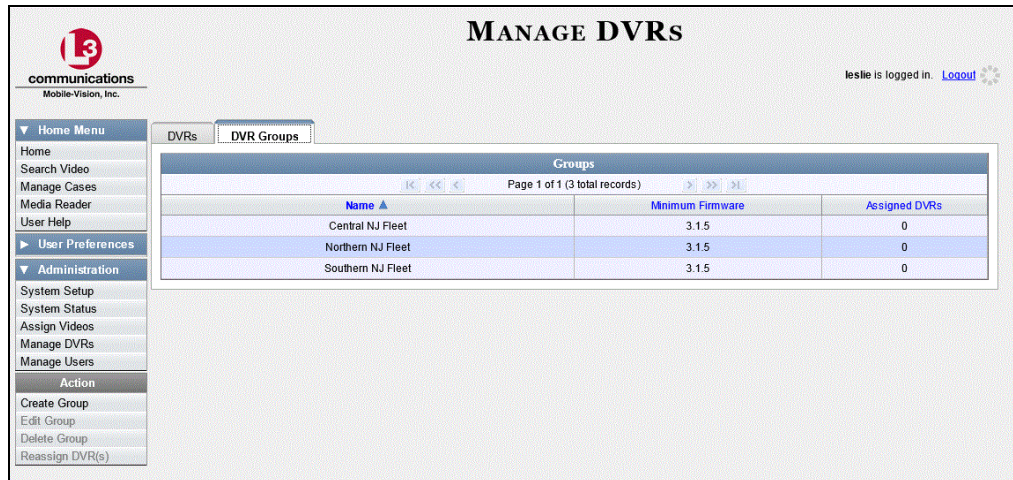 MANAGE DVRS
L3
communications
Mobile-Vision, Inc.
leslie is logged in. Logout
▼ Home Menu
Home
Search Video
Manage Cases
Media Reader
User Help
▶ User Preferences
▼ Administration
System Setup
System Status
Assign Videos
Manage DVRs
Manage Users
Action
Create Group
Edit Group
Delete Group
Reassign DVR(s)
DVRs DVR Groups
Groups
|< << < Page 1 of 1 (3 total records) > >> >|
Name ▲ Minimum Firmware Assigned DVRs
Central NJ Fleet 3.1.5 0
Northern NJ Fleet 3.1.5 0
Southern NJ Fleet 3.1.5 0